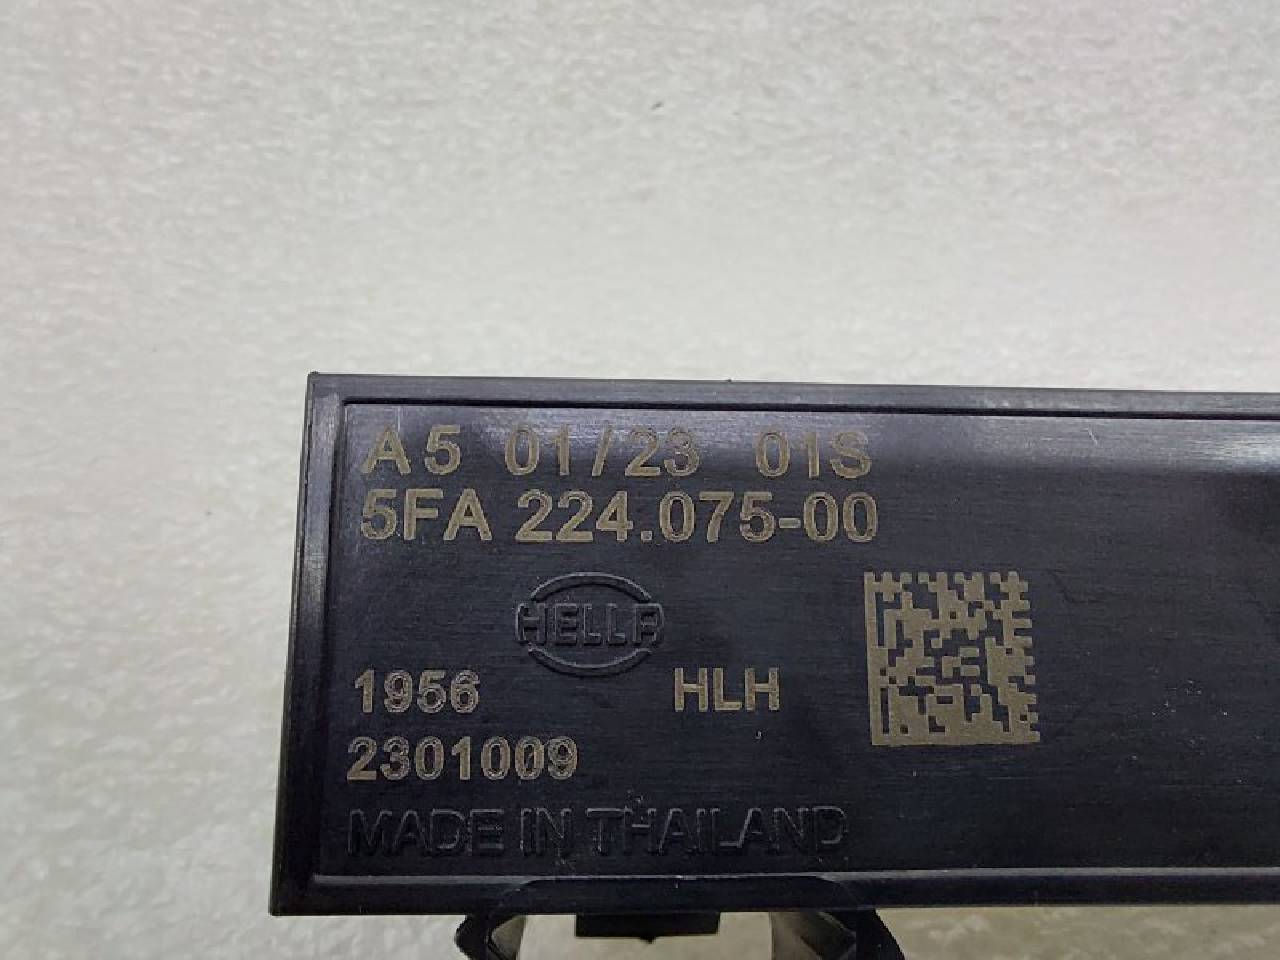 A5 01/23 01S
5FA 224.075-00
HELLA
1956 HLH
2301009
MADE IN THAILAND